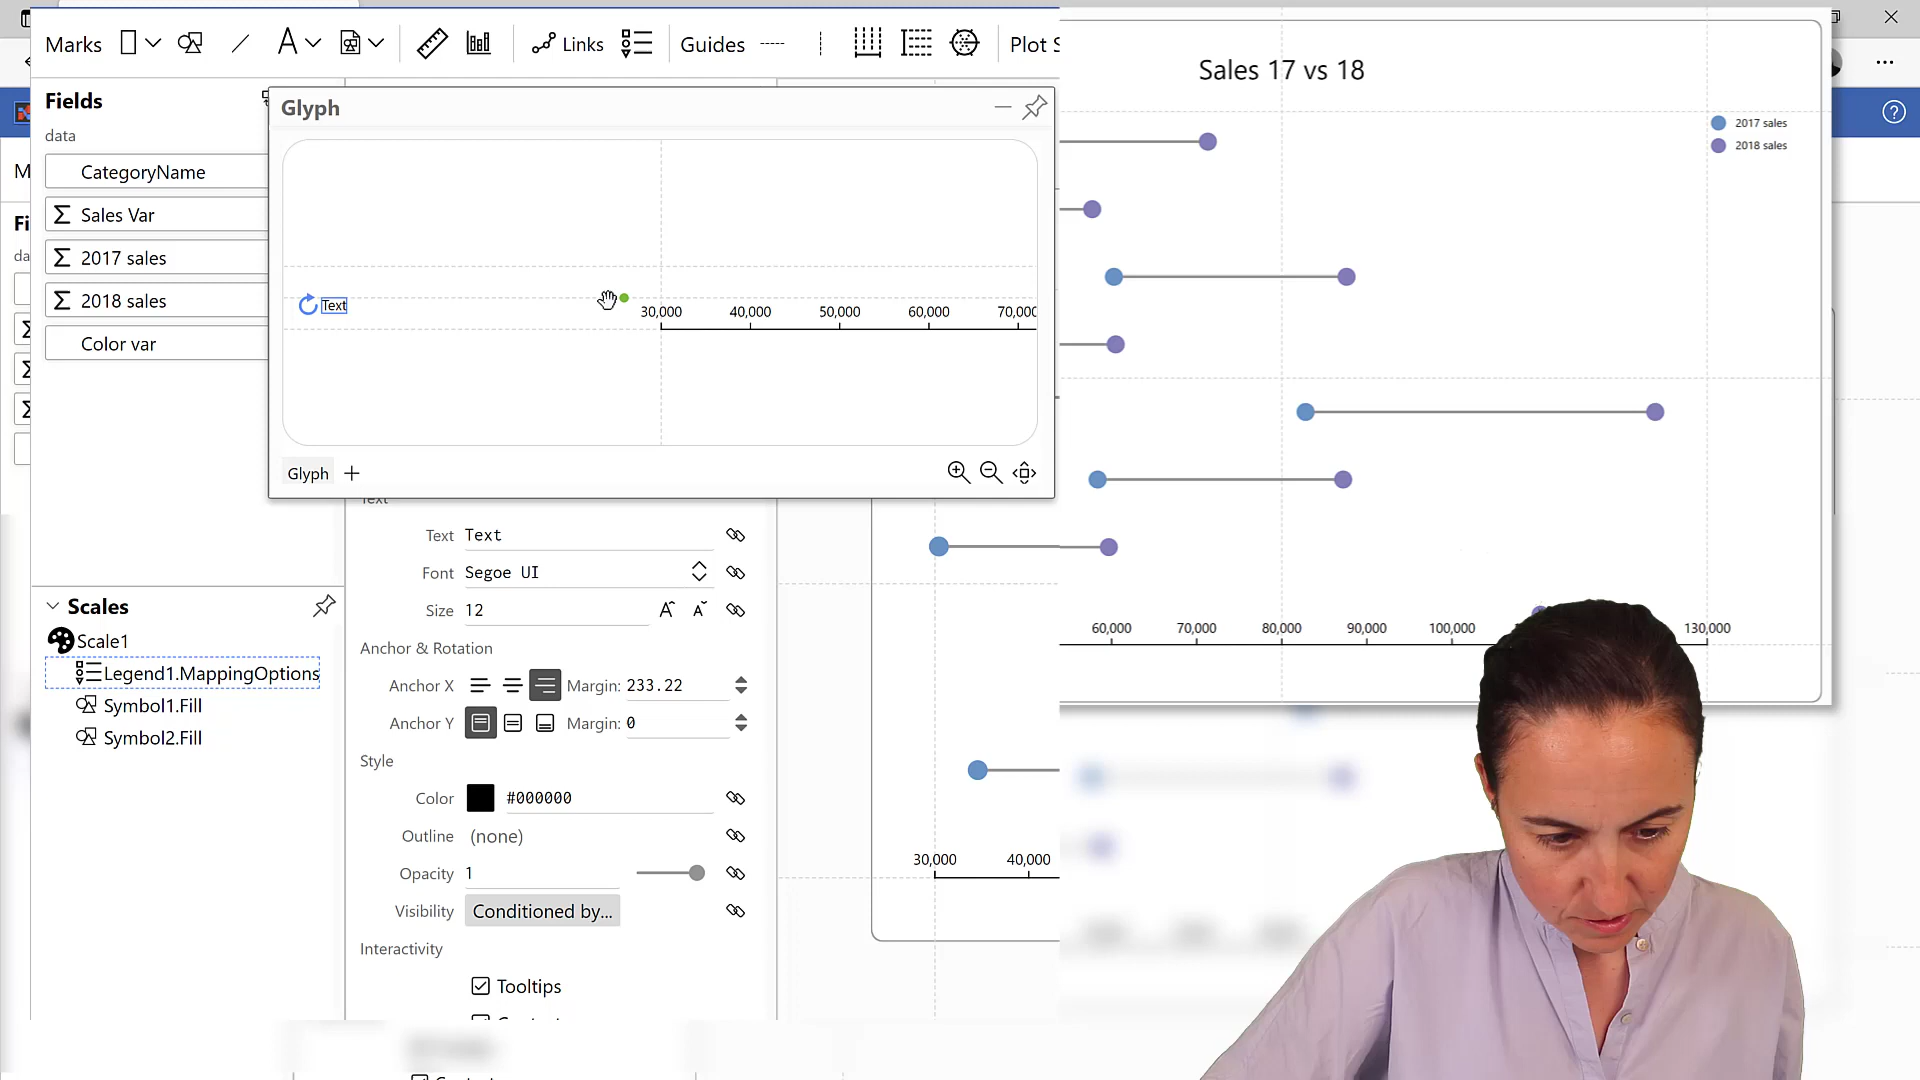 Marks
Links
Guides
Plot S
Fields
data
CategoryName
Sales Var
2017 sales
2018 sales
Color var
Glyph
Text
30,000 40,000 50,000 60,000 70,000
Glyph
Text
Text Text
Font Segoe UI
Size 12
Anchor & Rotation
Anchor X Margin: 233.22
Anchor Y Margin: 0
Style
Color #000000
Outline (none)
Opacity 1
Visibility Conditioned by...
Interactivity
Tooltips
Scales
Scale1
Legend1.MappingOptions
Symbol1.Fill
Symbol2.Fill
Sales 17 vs 18
2017 sales
2018 sales
60,000 70,000 80,000 90,000 100,000 130,000
30,000 40,000
M
Fi
da